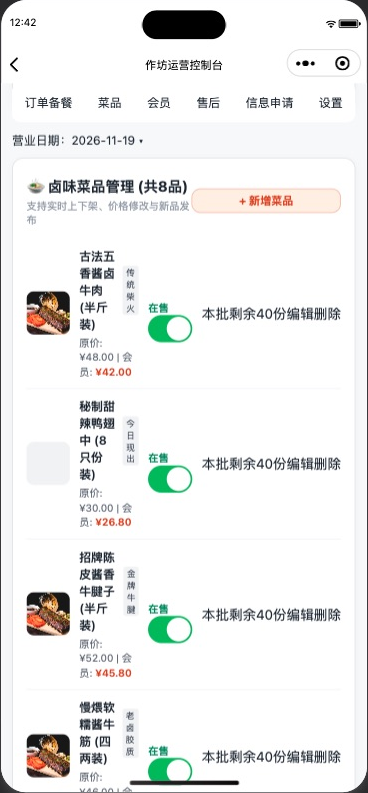 12:42
作坊运营控制台
订单备餐 菜品 会员 售后 信息申请 设置
营业日期：2026-11-19 ▾
卤味菜品管理 (共8品)
+ 新增菜品
支持实时上下架、价格修改与新品发
布
古法五
香酱卤
牛肉
(半斤
装)
传统柴火
原价:
¥48.00 | 会
员: ¥42.00
在售
本批剩余40份编辑删除
秘制甜
辣鸭翅
中 (8
只份
装)
今日现出
原价:
¥30.00 | 会
员: ¥26.80
在售
本批剩余40份编辑删除
招牌陈
皮酱香
牛腱子
(半斤
装)
金牌牛腱
原价:
¥52.00 | 会
员: ¥45.80
在售
本批剩余40份编辑删除
慢煨软
糯酱牛
筋 (四
两装)
老卤胶质
原价:
¥46.00 | 会
在售
本批剩余40份编辑删除